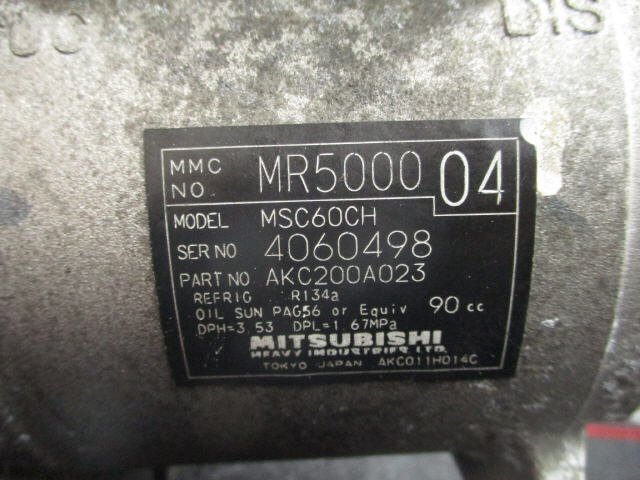 DIS
MMC NO. MR5000 04
MODEL MSC60CH
SER NO 4060498
PART NO AKC200A023
REFRIG R134a
OIL SUN PAG56 or Equiv 90 cc
DPH=3.53 DPL=1.67MPa
MITSUBISHI
HEAVY INDUSTRIES, LTD.
TOKYO JAPAN AKC011H014C